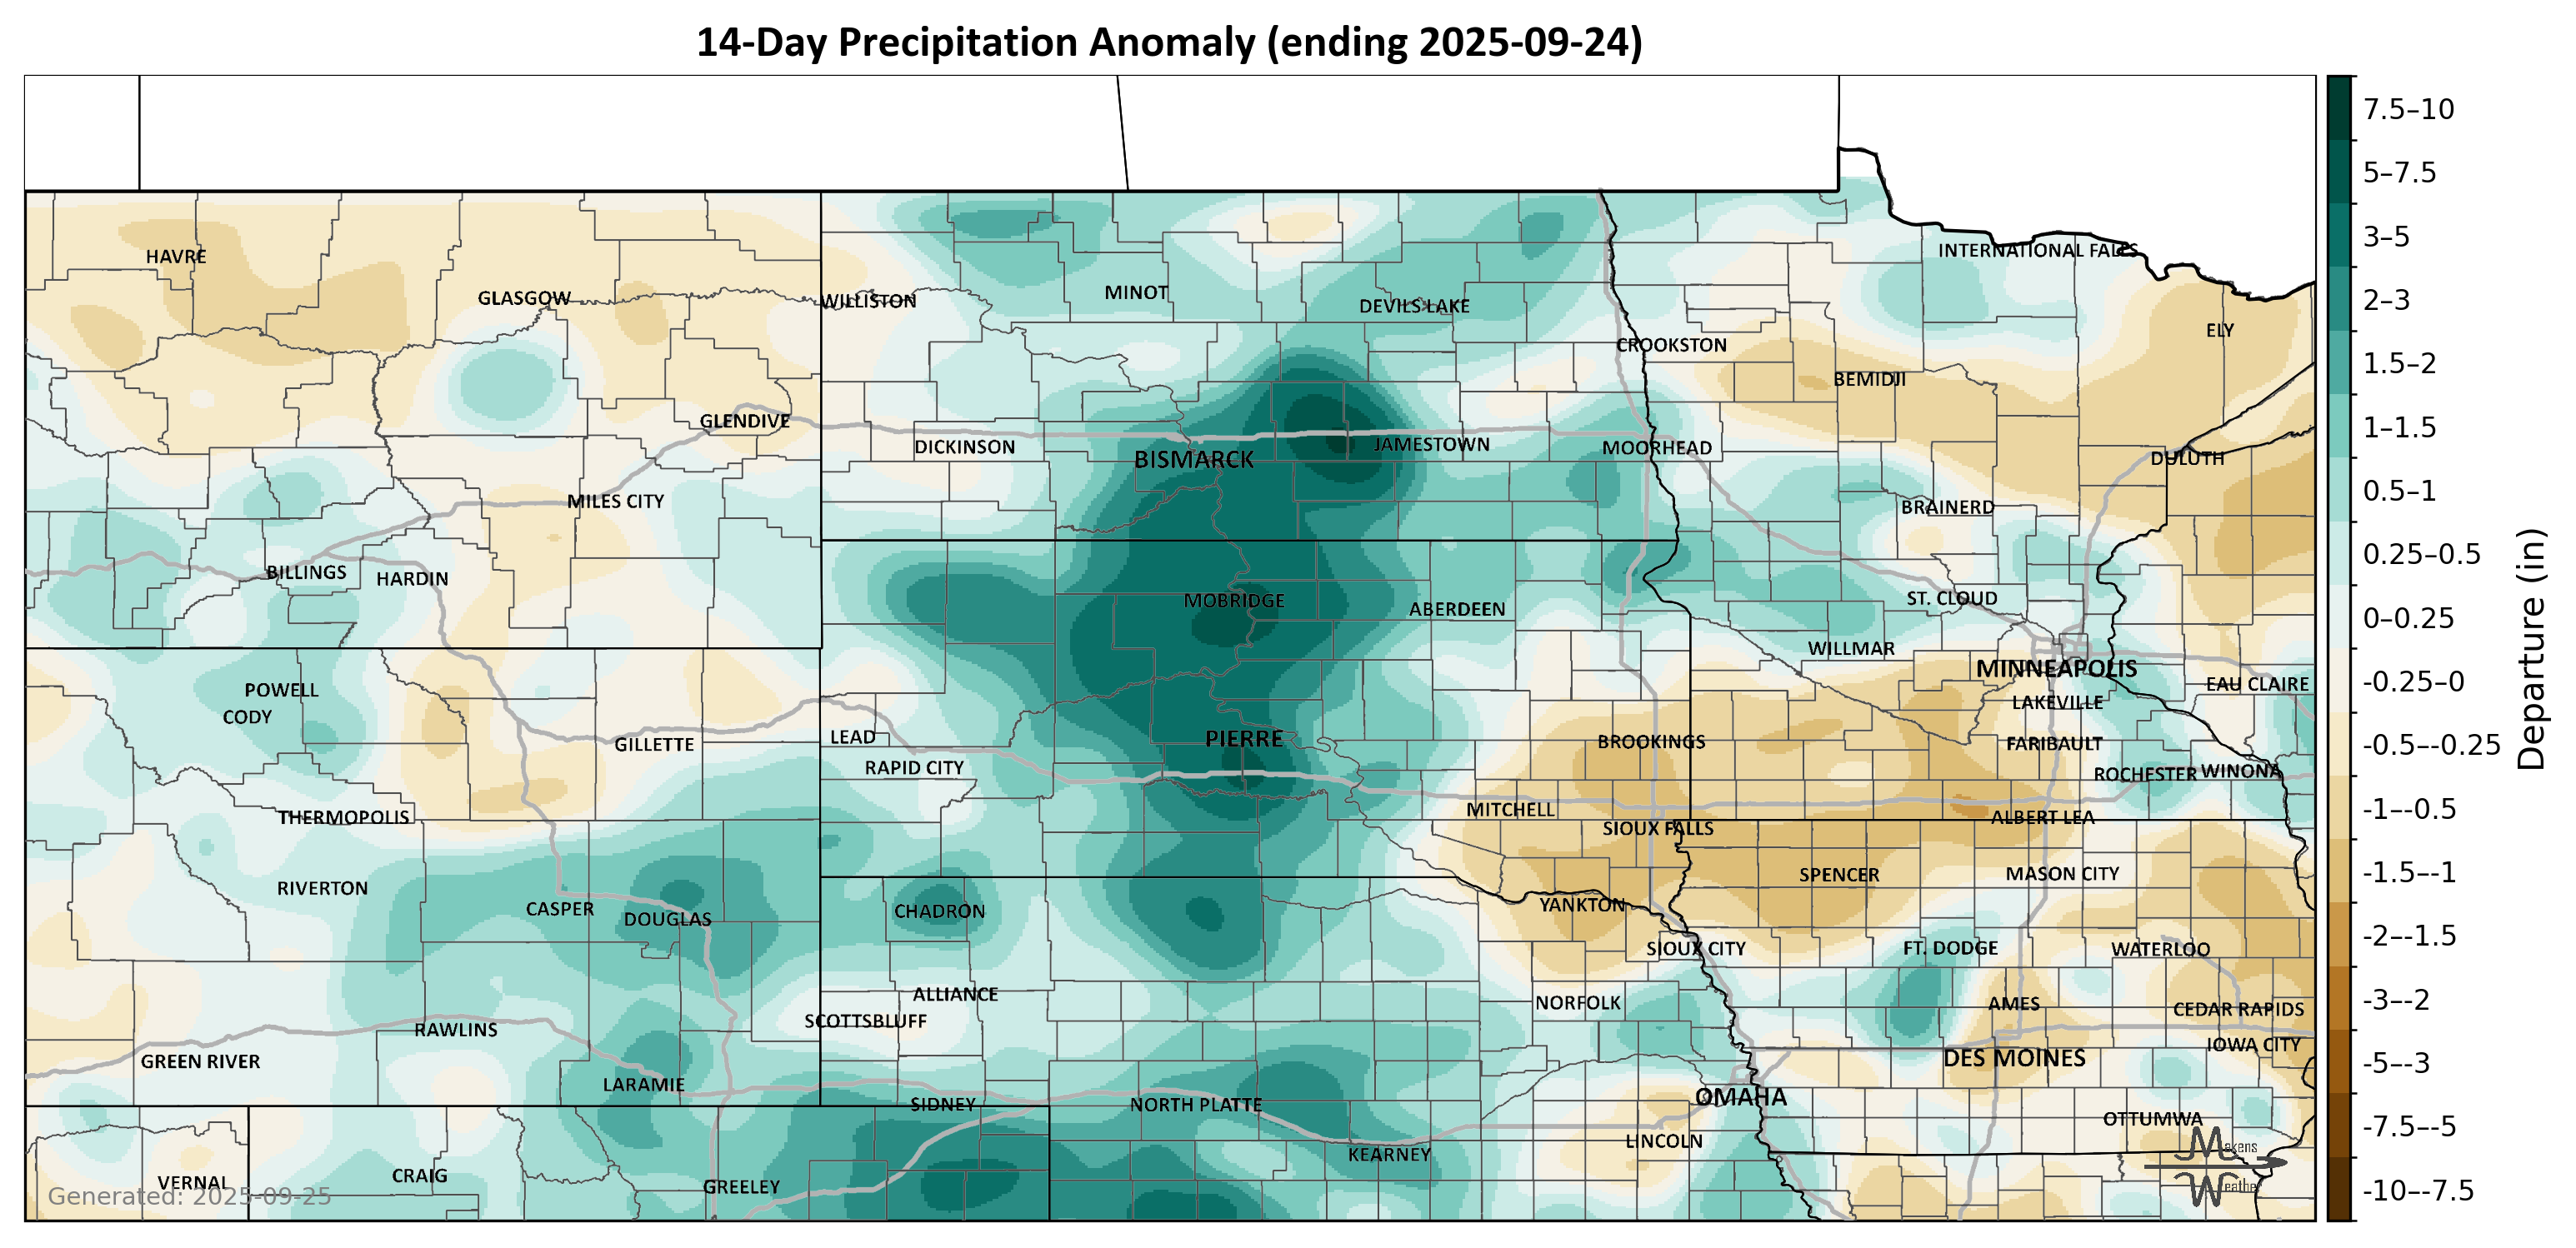 14-Day Precipitation Anomaly (ending 2025-09-24)
HAVRE
GLASGOW
WILLISTON
MINOT
DEVILS LAKE
INTERNATIONAL FALLS
ELY
CROOKSTON
BEMIDJI
GLENDIVE
DICKINSON
BISMARCK
JAMESTOWN
MOORHEAD
DULUTH
MILES CITY
BRAINERD
BILLINGS
HARDIN
MOBRIDGE
ABERDEEN
ST. CLOUD
WILLMAR
MINNEAPOLIS
EAU CLAIRE
POWELL
CODY
LAKEVILLE
GILLETTE
LEAD
PIERRE
BROOKINGS
FARIBAULT
RAPID CITY
ROCHESTER
WINONA
THERMOPOLIS
MITCHELL
SIOUX FALLS
ALBERT LEA
RIVERTON
CASPER
DOUGLAS
CHADRON
YANKTON
SPENCER
MASON CITY
SIOUX CITY
FT. DODGE
WATERLOO
ALLIANCE
NORFOLK
AMES
CEDAR RAPIDS
SCOTTSBLUFF
RAWLINS
GREEN RIVER
IOWA CITY
DES MOINES
LARAMIE
SIDNEY
NORTH PLATTE
OMAHA
OTTUMWA
LINCOLN
KEARNEY
VERNAL
CRAIG
GREELEY
Generated: 2025-09-25
Makens
Weather
7.5–10
5–7.5
3–5
2–3
1.5–2
1–1.5
0.5–1
0.25–0.5
0–0.25
-0.25–0
-0.5–-0.25
-1–-0.5
-1.5–-1
-2–-1.5
-3–-2
-5–-3
-7.5–-5
-10–-7.5
Departure (in)